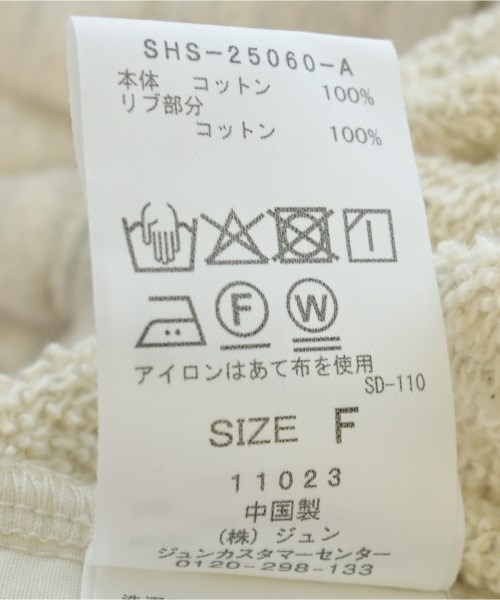 SHS-25060-A
本体 コットン 100%
リブ部分
コットン 100%
F W
アイロンはあて布を使用
SD-110
SIZE F
11023
中国製
(株) ジュン
ジュンカスタマーセンター
0120-298-133